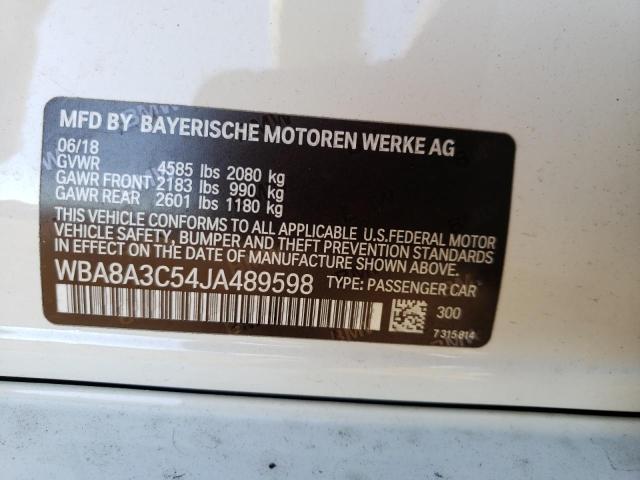 MFD BY BAYERISCHE MOTOREN WERKE AG
06/18
GVWR 4585 lbs 2080 kg
GAWR FRONT 2183 lbs 990 kg
GAWR REAR 2601 lbs 1180 kg
THIS VEHICLE CONFORMS TO ALL APPLICABLE U.S.FEDERAL MOTOR
VEHICLE SAFETY, BUMPER AND THEFT PREVENTION STANDARDS
IN EFFECT ON THE DATE OF MANUFACTURE SHOWN ABOVE.
WBA8A3C54JA489598 TYPE: PASSENGER CAR
300
7315814